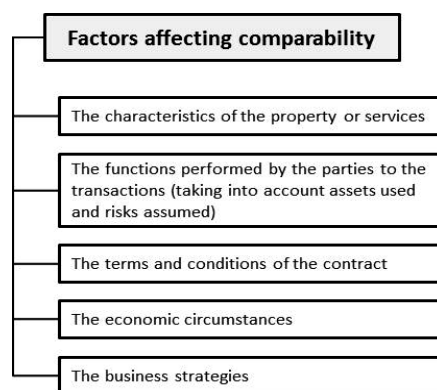 Factors affecting comparability
The characteristics of the property or services
The functions performed by the parties to the
transactions (taking into account assets used
and risks assumed)
The terms and conditions of the contract
The economic circumstances
The business strategies